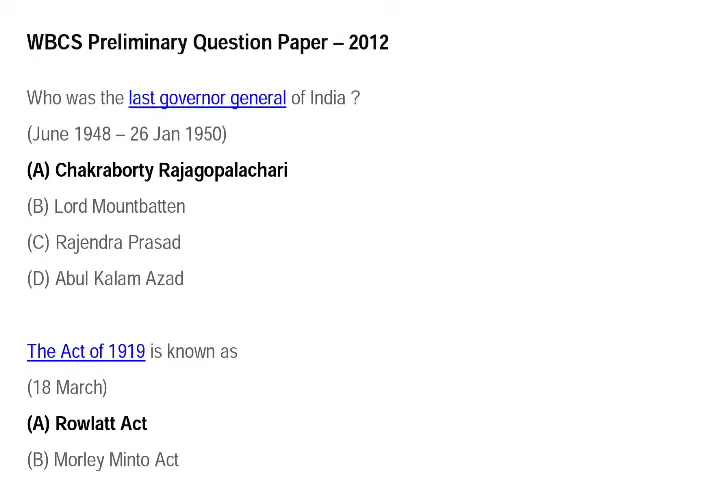 WBCS Preliminary Question Paper – 2012
Who was the last governor general of India ?
(June 1948 – 26 Jan 1950)
(A) Chakraborty Rajagopalachari
(B) Lord Mountbatten
(C) Rajendra Prasad
(D) Abul Kalam Azad
The Act of 1919 is known as
(18 March)
(A) Rowlatt Act
(B) Morley Minto Act